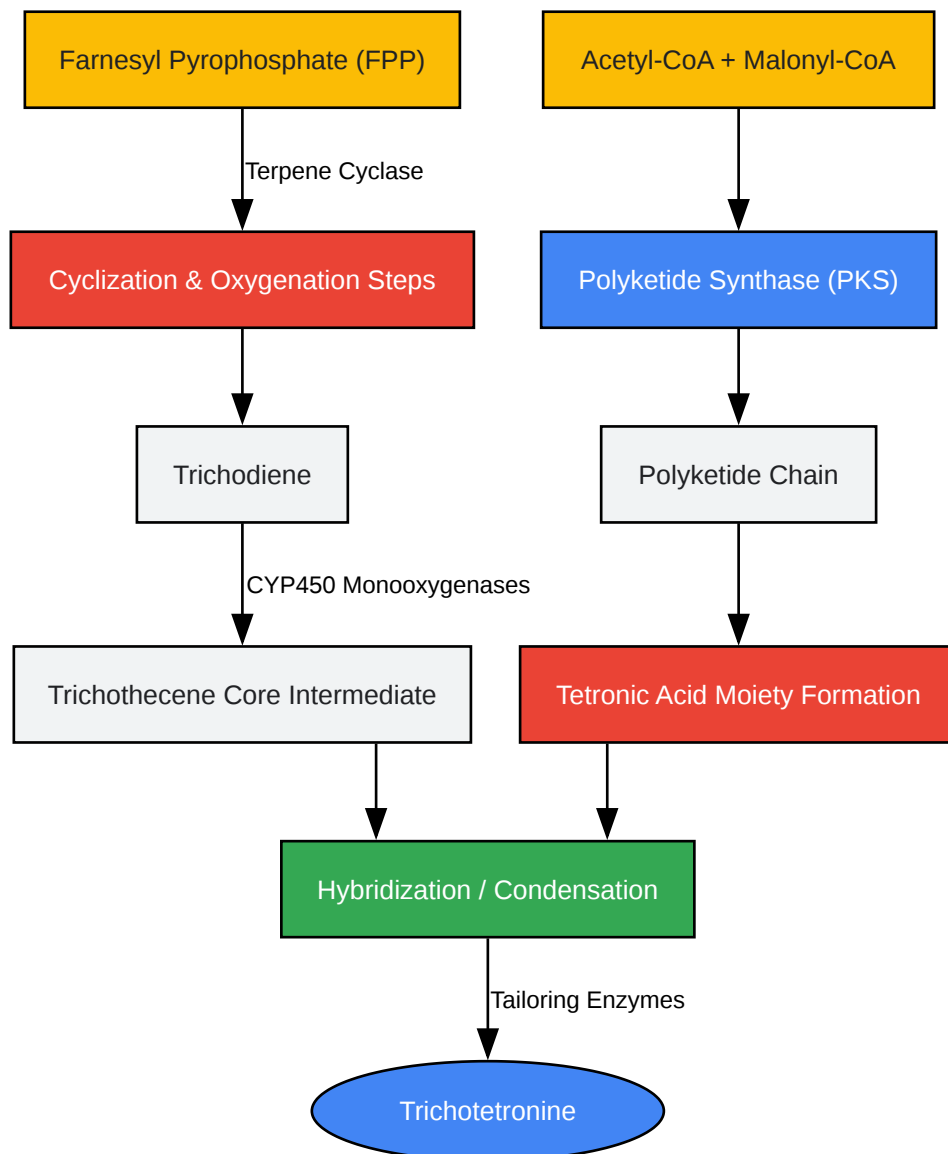 Farnesyl Pyrophosphate (FPP)
Acetyl-CoA + Malonyl-CoA
Terpene Cyclase
Cyclization & Oxygenation Steps
Polyketide Synthase (PKS)
Trichodiene
Polyketide Chain
CYP450 Monooxygenases
Trichothecene Core Intermediate
Tetronic Acid Moiety Formation
Hybridization / Condensation
Tailoring Enzymes
Trichotetronine